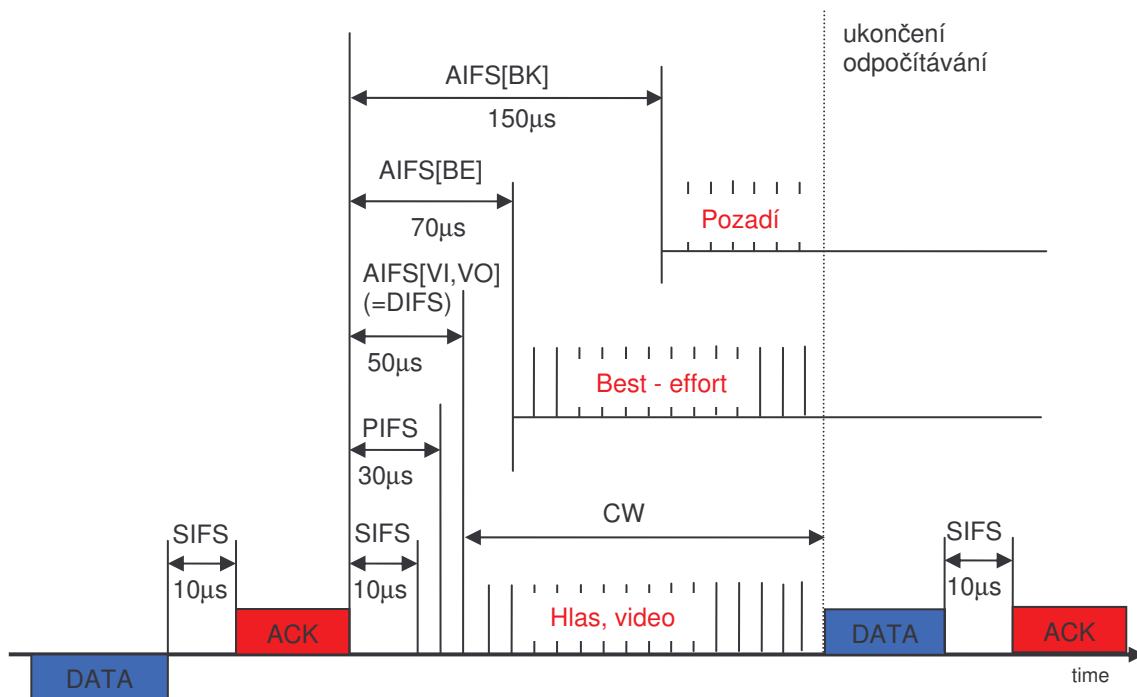 ukončení
odpočítávání
AIFS[BK]
150μs
AIFS[BE]
70μs
Pozadí
AIFS[VI,VO]
(=DIFS)
50μs
Best - effort
PIFS
30μs
CW
SIFS
10μs
SIFS
10μs
SIFS
10μs
ACK
Hlas, video
DATA
ACK
DATA
time